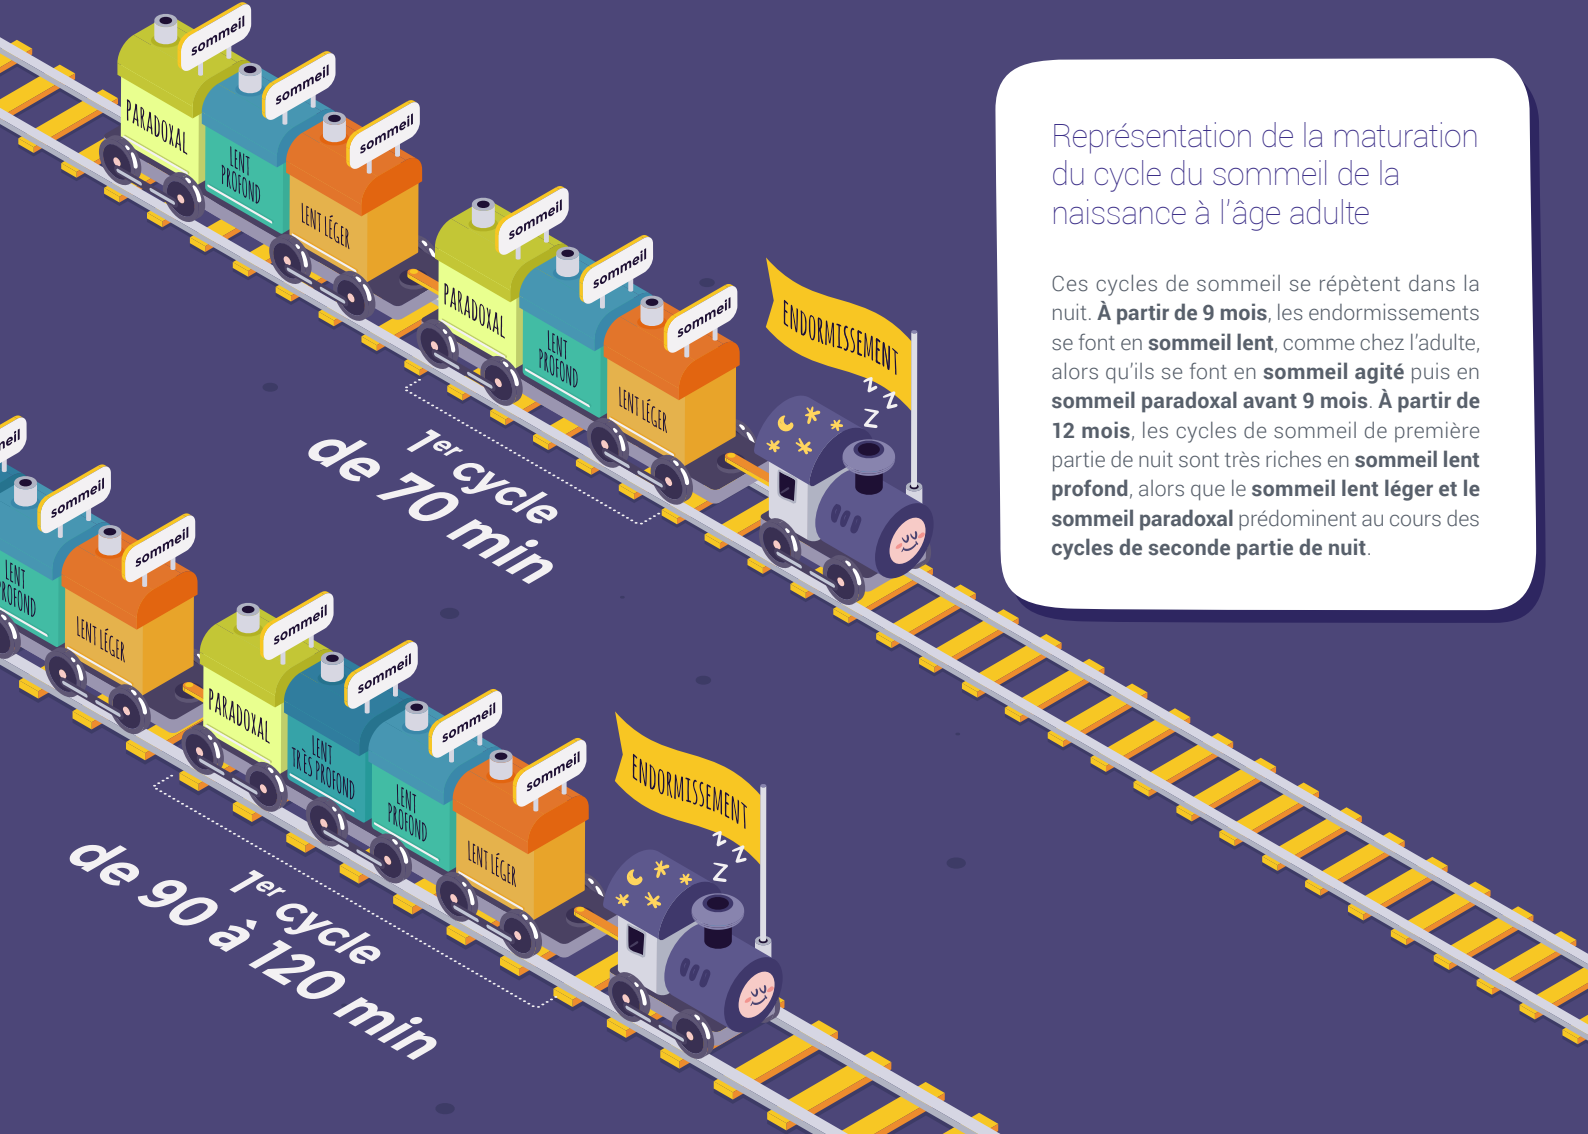 sommeil
PARADOXAL
sommeil
LENT
PROFOND
sommeil
LENT LÉGER
sommeil
PARADOXAL
sommeil
LENT
PROFOND
sommeil
LENT LÉGER
ENDORMISSEMENT
z
z
z
1er cycle
de 70 min
Représentation de la maturation
du cycle du sommeil de la
naissance à l'âge adulte
Ces cycles de sommeil se répètent dans la
nuit. À partir de 9 mois, les endormissements
se font en sommeil lent, comme chez l'adulte,
alors qu'ils se font en sommeil agité puis en
sommeil paradoxal avant 9 mois. À partir de
12 mois, les cycles de sommeil de première
partie de nuit sont très riches en sommeil lent
profond, alors que le sommeil lent léger et le
sommeil paradoxal prédominent au cours des
cycles de seconde partie de nuit.
sommeil
LENT
PROFOND
sommeil
LENT LÉGER
sommeil
PARADOXAL
sommeil
LENT
TRÈS PROFOND
sommeil
LENT
PROFOND
sommeil
LENT LÉGER
ENDORMISSEMENT
z
z
z
1er cycle
de 90 à 120 min